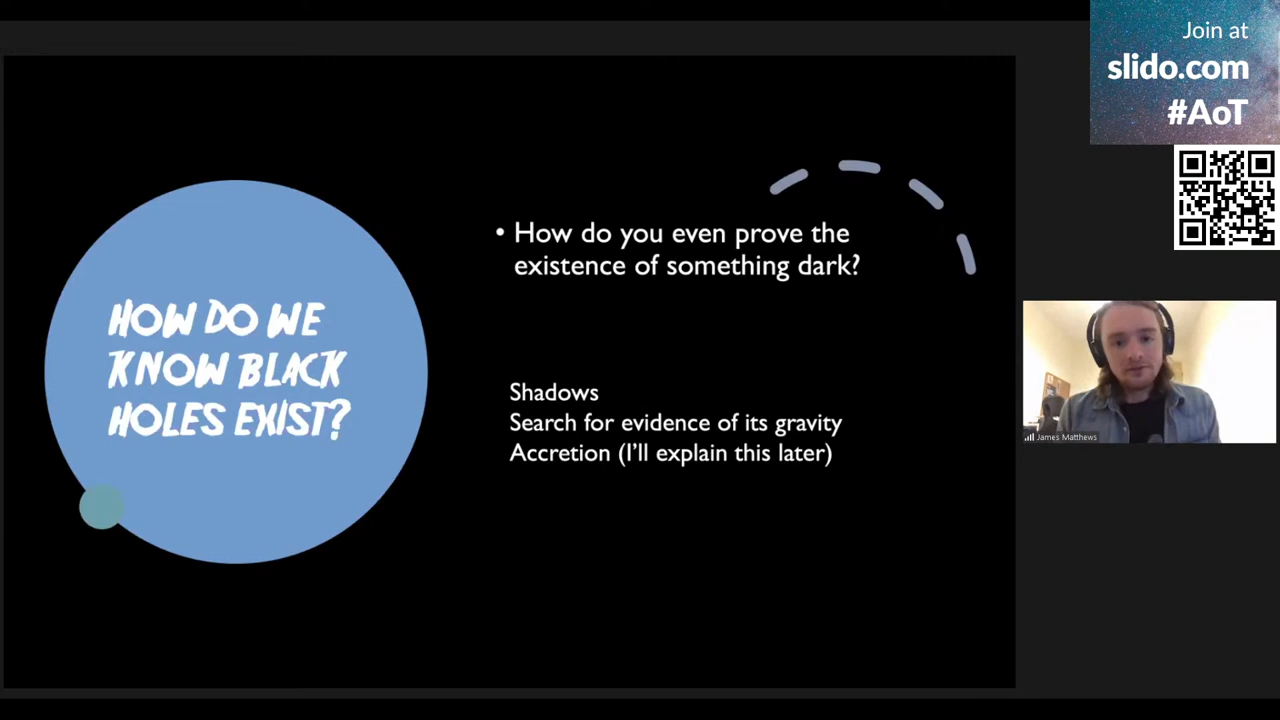 HOW DO WE
KNOW BLACK
HOLES EXIST?
• How do you even prove the
existence of something dark?
Shadows
Search for evidence of its gravity
Accretion (I'll explain this later)
Join at
slido.com
#AoT
James Matthews